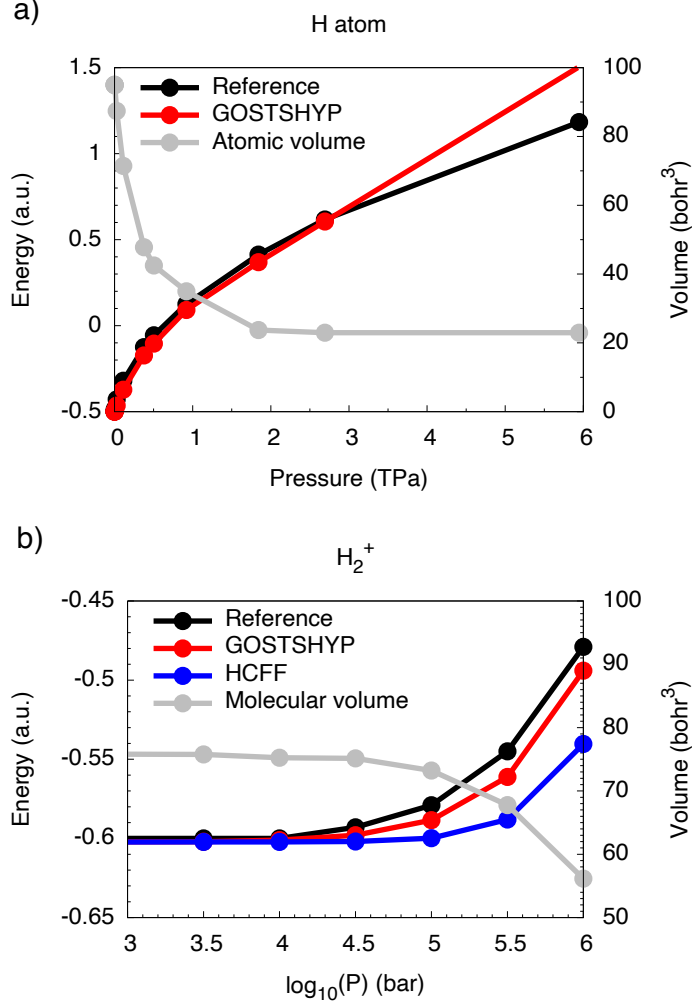 a)
H atom
Reference
GOSTSHYP
Atomic volume
1.5
1
0.5
0
-0.5
Energy (a.u.)
100
80
60
40
20
0
Volume (bohr³)
0 1 2 3 4 5 6
Pressure (TPa)
b)
H₂⁺
Reference
GOSTSHYP
HCFF
Molecular volume
-0.45
-0.5
-0.55
-0.6
-0.65
Energy (a.u.)
100
90
80
70
60
50
Volume (bohr³)
3 3.5 4 4.5 5 5.5 6
log₁₀(P) (bar)